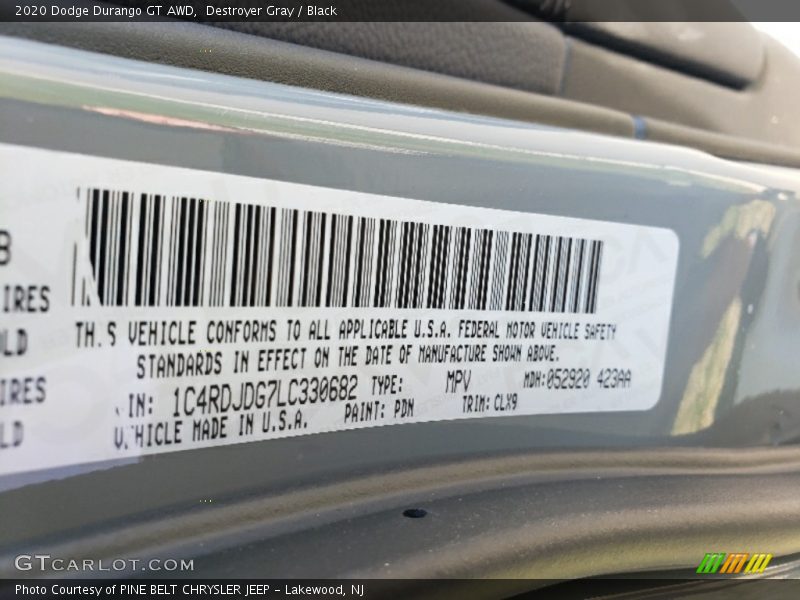 2020 Dodge Durango GT AWD, Destroyer Gray / Black
IRES
LD
IRES
LD
TH.S VEHICLE CONFORMS TO ALL APPLICABLE U.S.A. FEDERAL MOTOR VEHICLE SAFETY
STANDARDS IN EFFECT ON THE DATE OF MANUFACTURE SHOWN ABOVE.
IN: 1C4RDJDG7LC330682 TYPE: MPV MDH:052920 423AA
V.HICLE MADE IN U.S.A. PAINT: PDN TRIM: CLX9
GTCARLOT.COM
Photo Courtesy of PINE BELT CHRYSLER JEEP - Lakewood, NJ